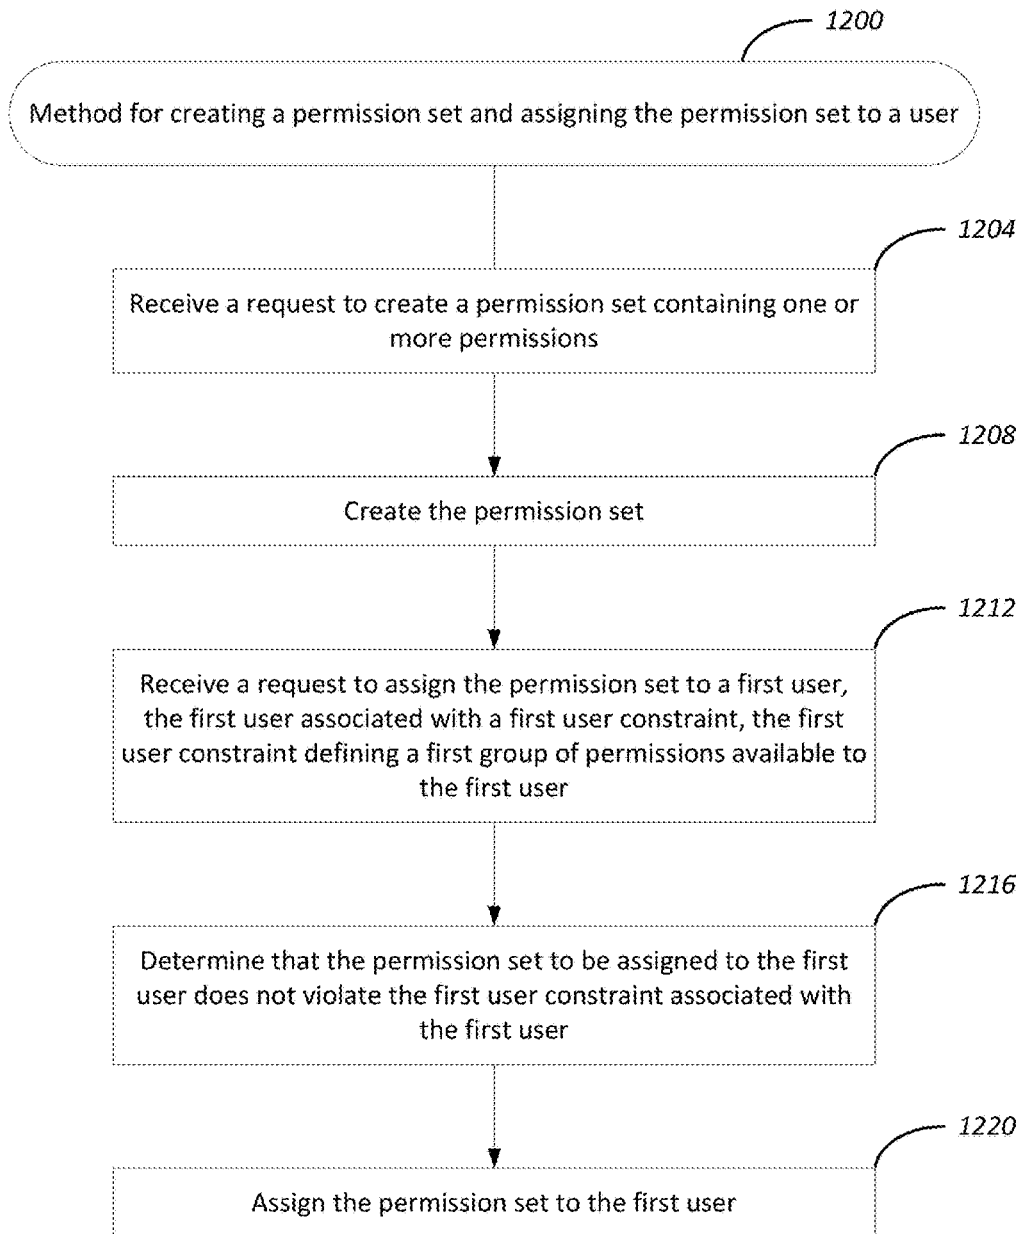 1200
Method for creating a permission set and assigning the permission set to a user
1204
Receive a request to create a permission set containing one or
more permissions
1208
Create the permission set
1212
Receive a request to assign the permission set to a first user,
the first user associated with a first user constraint, the first
user constraint defining a first group of permissions available to
the first user
1216
Determine that the permission set to be assigned to the first
user does not violate the first user constraint associated with
the first user
1220
Assign the permission set to the first user